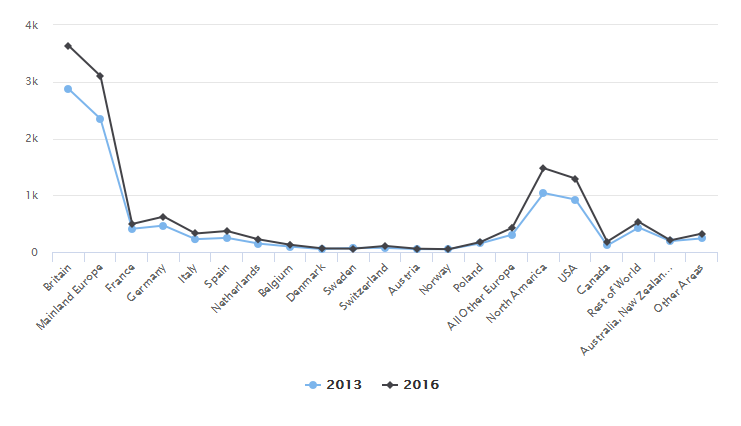 4k
3k
2k
1k
0
Britain
Mainland Europe
France
Germany
Italy
Spain
Netherlands
Belgium
Denmark
Sweden
Switzerland
Austria
Norway
Poland
All Other Europe
North America
USA
Canada
Rest of World
Australia, New Zealan...
Other Areas
2013 2016